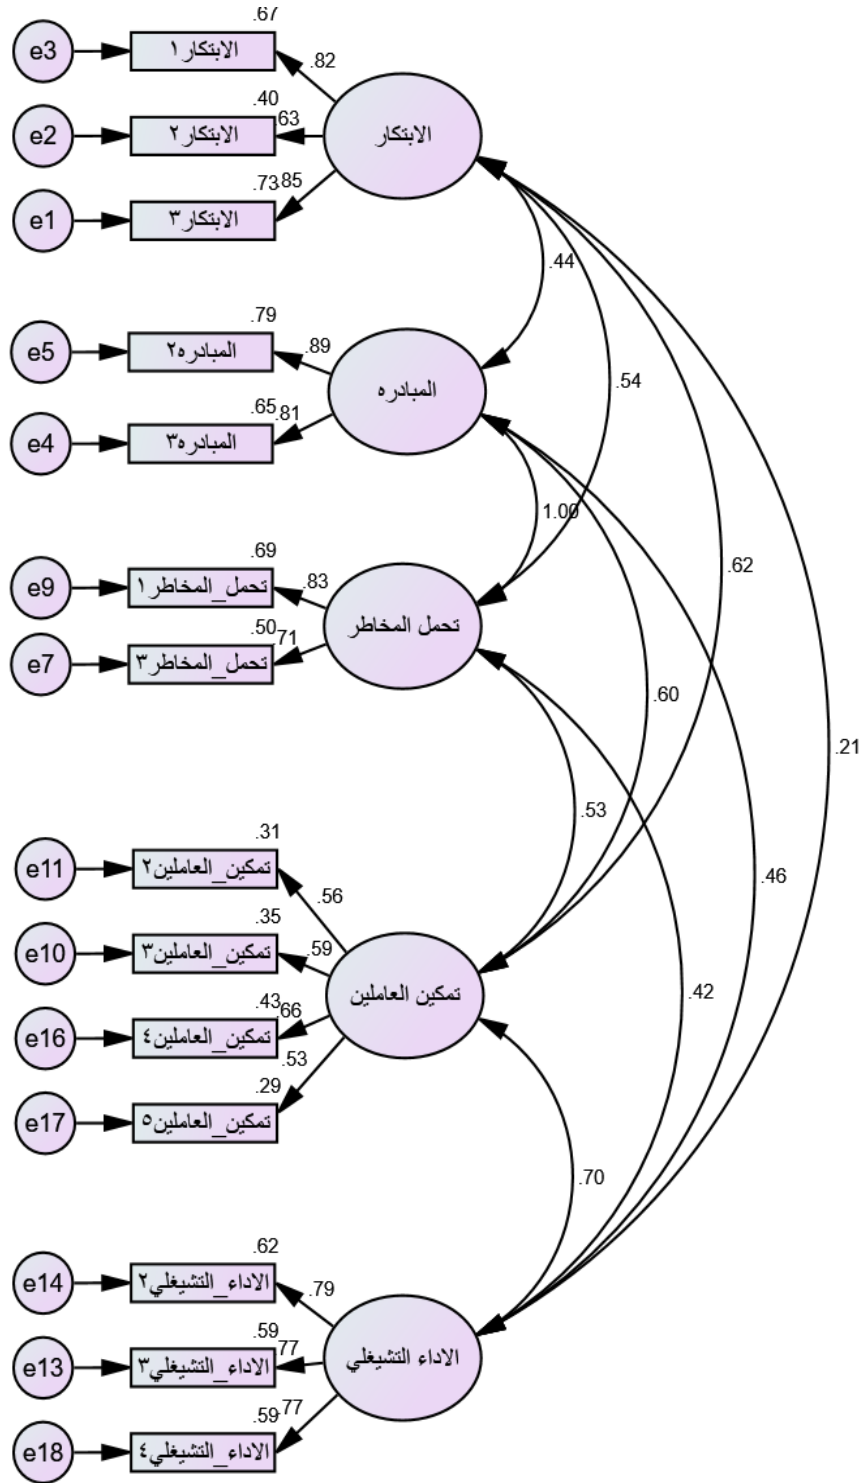 .67
e3
الابتكار١
.82
.40
e2
الابتكار٢
.63
الابتكار
.73
.85
e1
الابتكار٣
.44
.79
e5
المبادره٢
.89
.54
المبادره
.65
.81
e4
المبادره٣
1.00
.69
e9
تحمل_المخاطر١
.83
.62
تحمل المخاطر
.50
.71
e7
تحمل_المخاطر٣
.60
.21
.53
.31
e11
تمكين_العاملين٢
.46
.56
.35
e10
تمكين_العاملين٣
.59
تمكين العاملين
.42
.43
.66
e16
تمكين_العاملين٤
.53
.29
e17
تمكين_العاملين٥
.70
.62
e14
الاداء_التشيغلي٢
.79
.59
.77
e13
الاداء_التشيغلي٣
الاداء التشيغلي
.59
.77
e18
الاداء_التشيغلي٤